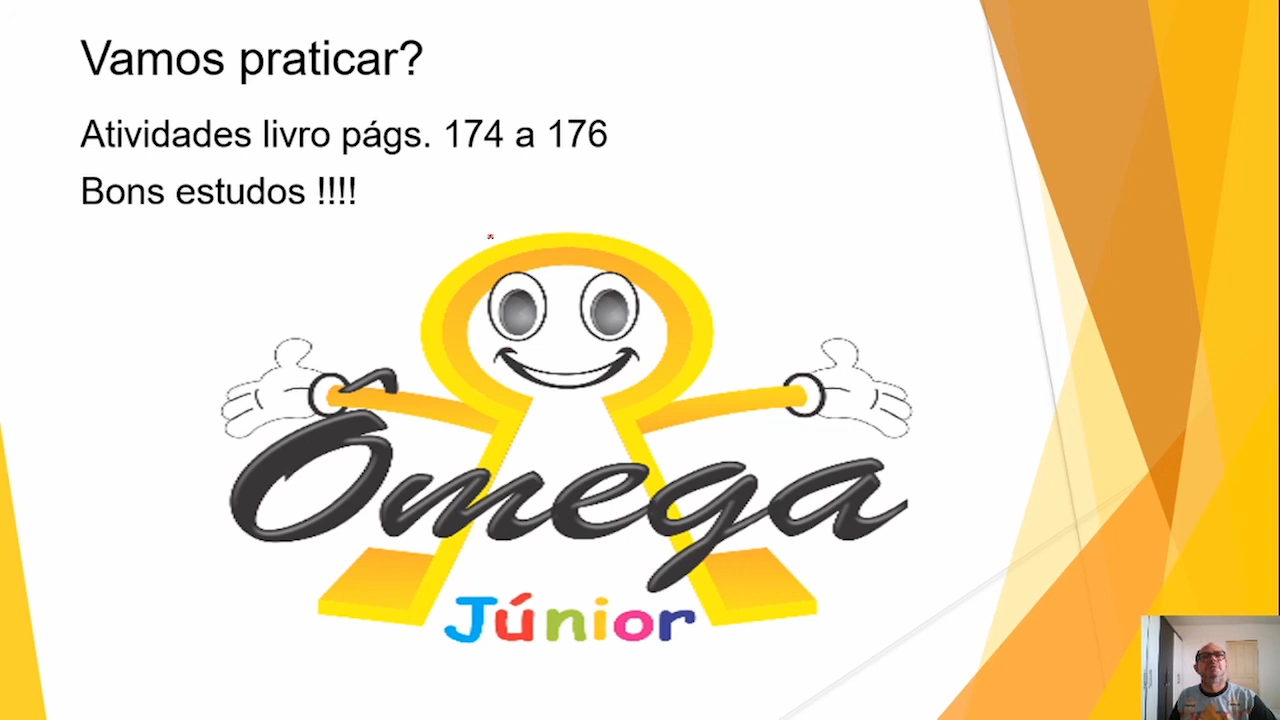 Vamos praticar?
Atividades livro págs. 174 a 176
Bons estudos !!!!
Ômega
Júnior